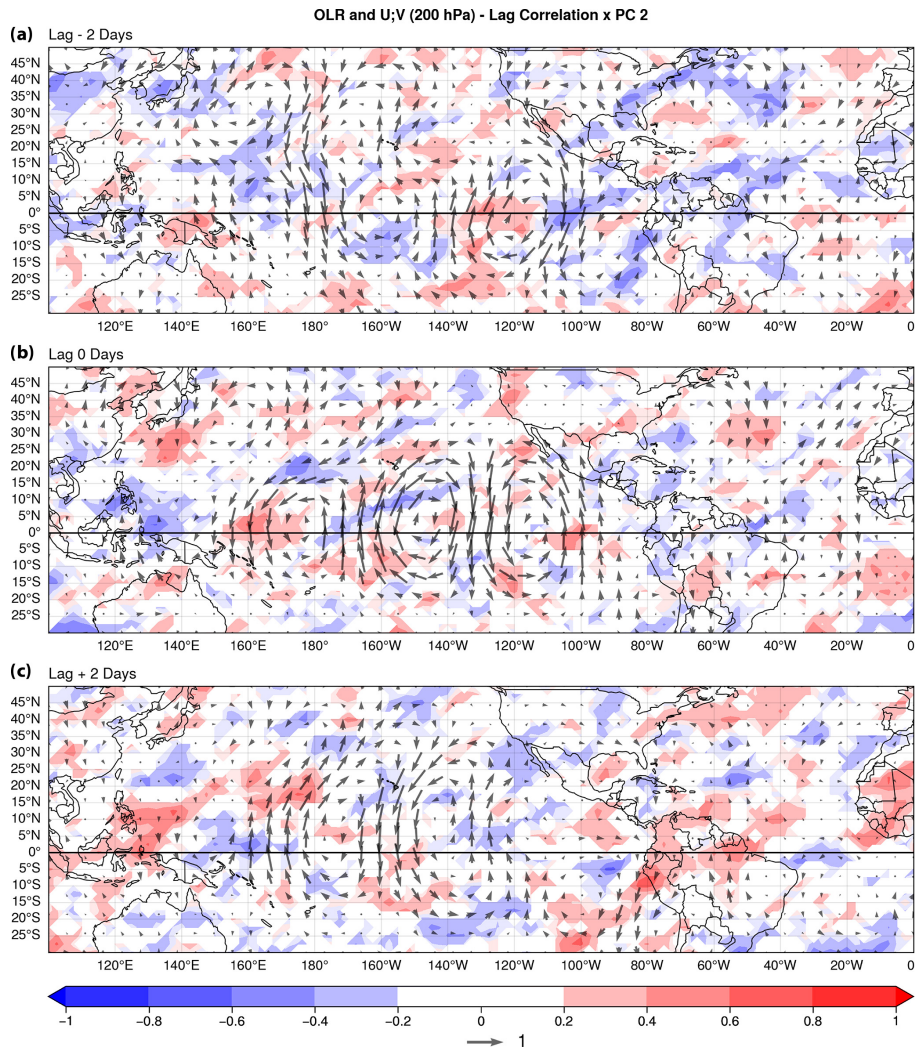 OLR and U;V (200 hPa) - Lag Correlation x PC 2
(a) Lag - 2 Days
45°N
40°N
35°N
30°N
25°N
20°N
15°N
10°N
5°N
0°
5°S
10°S
15°S
20°S
25°S
120°E 140°E 160°E 180° 160°W 140°W 120°W 100°W 80°W 60°W 40°W 20°W 0
(b) Lag 0 Days
45°N
40°N
35°N
30°N
25°N
20°N
15°N
10°N
5°N
0°
5°S
10°S
15°S
20°S
25°S
120°E 140°E 160°E 180° 160°W 140°W 120°W 100°W 80°W 60°W 40°W 20°W 0
(c) Lag + 2 Days
45°N
40°N
35°N
30°N
25°N
20°N
15°N
10°N
5°N
0°
5°S
10°S
15°S
20°S
25°S
120°E 140°E 160°E 180° 160°W 140°W 120°W 100°W 80°W 60°W 40°W 20°W 0
−1 −0.8 −0.6 −0.4 −0.2 0 0.2 0.4 0.6 0.8 1
1